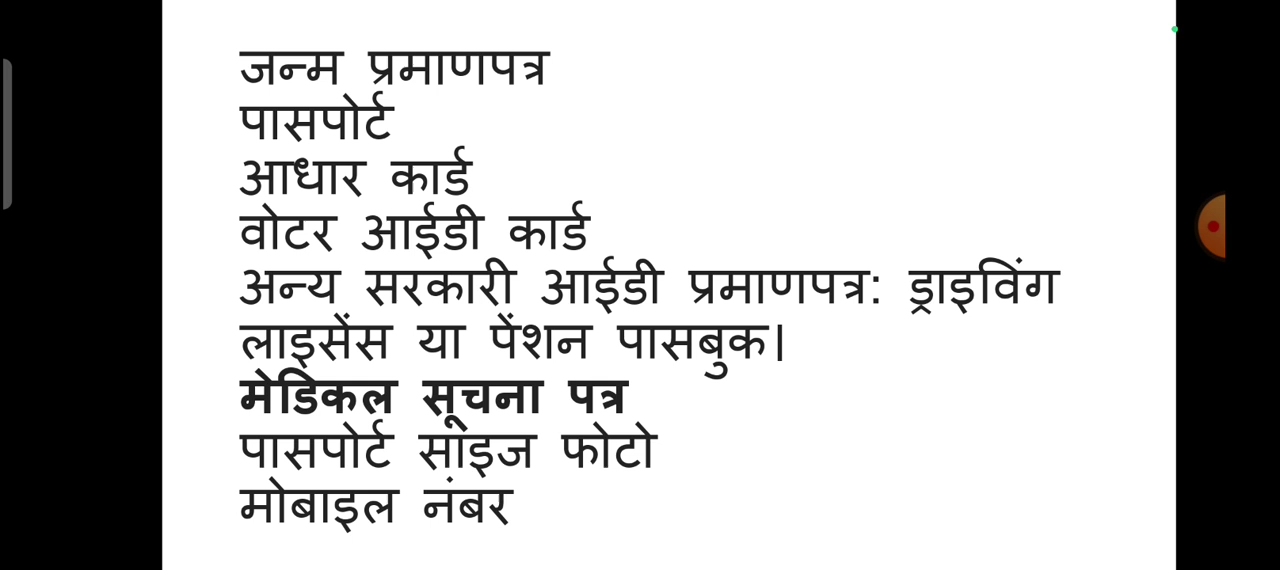 जन्म प्रमाणपत्र
पासपोर्ट
आधार कार्ड
वोटर आईडी कार्ड
अन्य सरकारी आईडी प्रमाणपत्र: ड्राइविंग
लाइसेंस या पेंशन पासबुक।
मेडिकल सूचना पत्र
पासपोर्ट सांइज फोटो
मोबाइल नंबर